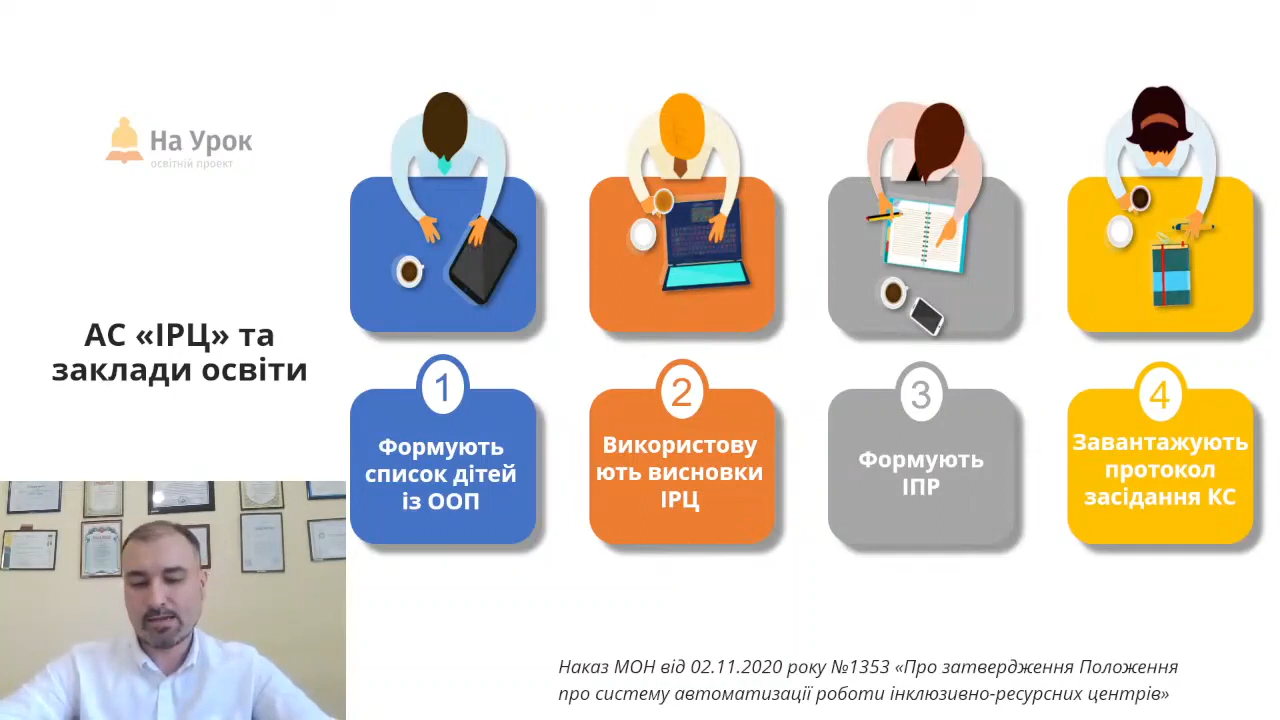 На Урок
освітній проект
АС «ІРЦ» та
заклади освіти
1
Формують
список дітей
із ООП
2
Використову
ють висновки
ІРЦ
3
Формують
ІПР
4
Завантажують
протокол
засідання КС
Наказ МОН від 02.11.2020 року №1353 «Про затвердження Положення
про систему автоматизації роботи інклюзивно-ресурсних центрів»